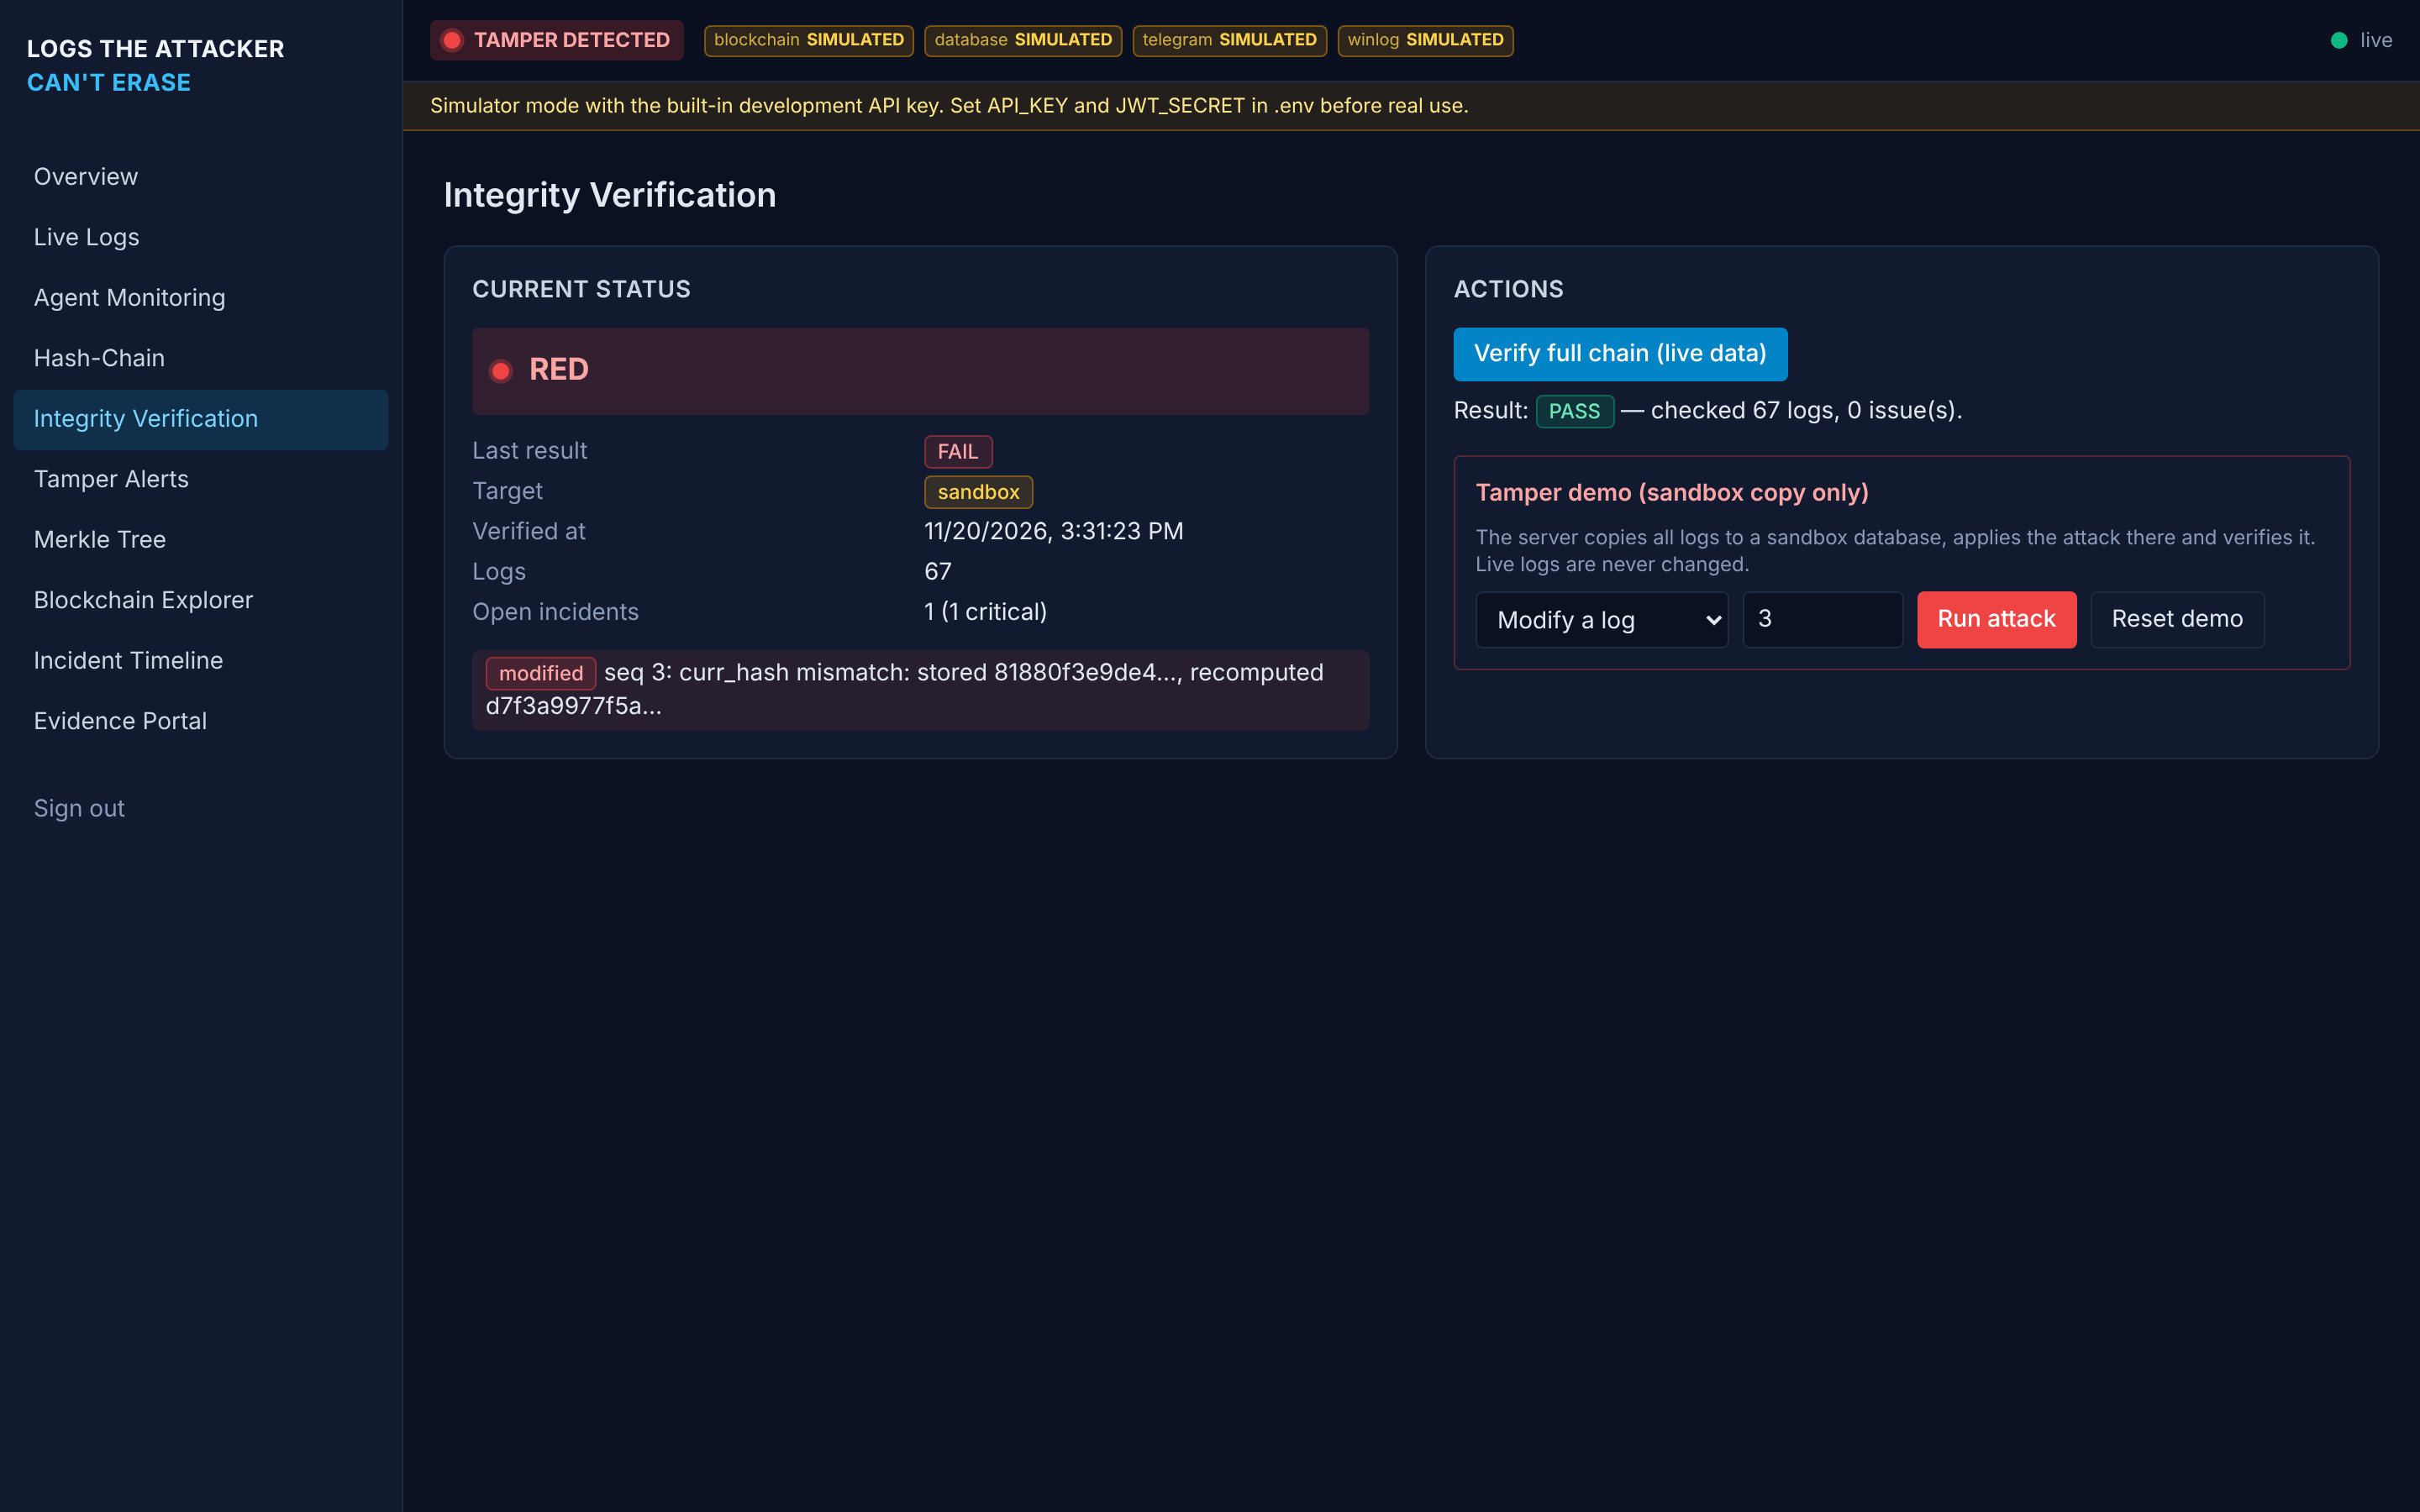 LOGS THE ATTACKER
CAN'T ERASE
Overview
Live Logs
Agent Monitoring
Hash-Chain
Integrity Verification
Tamper Alerts
Merkle Tree
Blockchain Explorer
Incident Timeline
Evidence Portal
Sign out
TAMPER DETECTED blockchain SIMULATED database SIMULATED telegram SIMULATED winlog SIMULATED live
Simulator mode with the built-in development API key. Set API_KEY and JWT_SECRET in .env before real use.
Integrity Verification
CURRENT STATUS
RED
Last result FAIL
Target sandbox
Verified at 11/20/2026, 3:31:23 PM
Logs 67
Open incidents 1 (1 critical)
modified seq 3: curr_hash mismatch: stored 81880f3e9de4…, recomputed
d7f3a9977f5a…
ACTIONS
Verify full chain (live data)
Result: PASS — checked 67 logs, 0 issue(s).
Tamper demo (sandbox copy only)
The server copies all logs to a sandbox database, applies the attack there and verifies it.
Live logs are never changed.
Modify a log 3 Run attack Reset demo